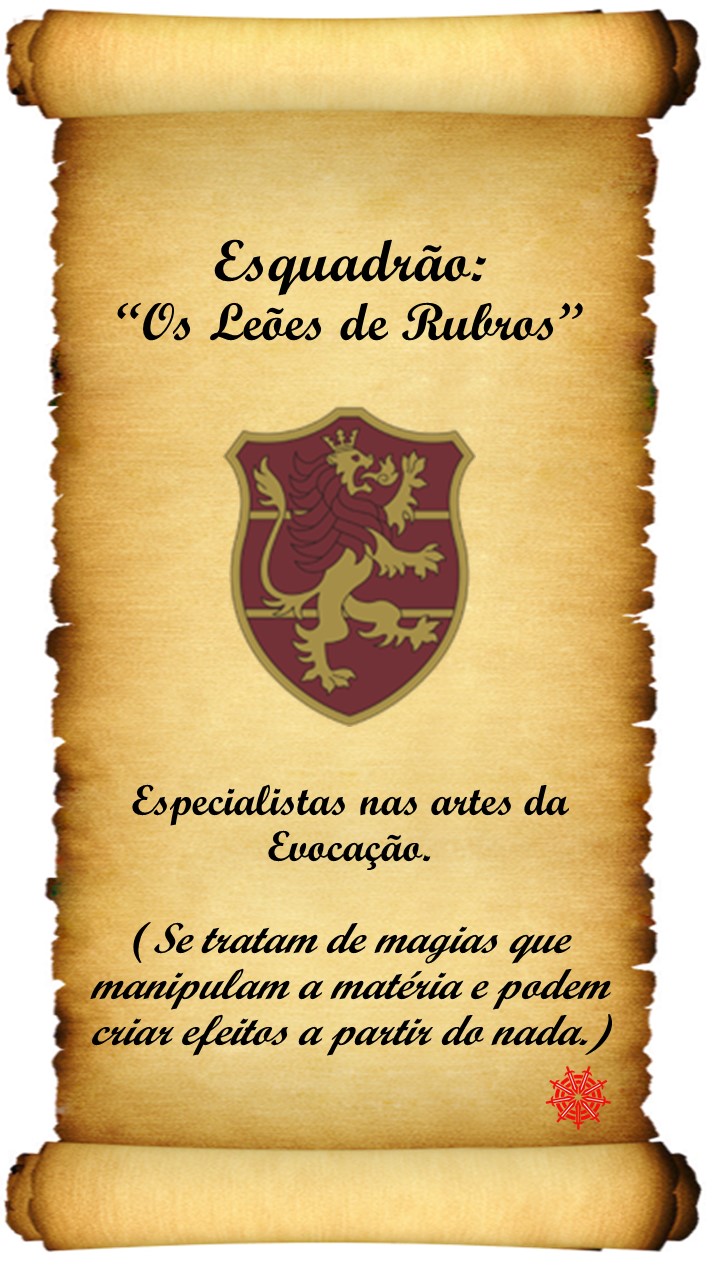 Esquadrão:
“Os Leões de Rubros”
Especialistas nas artes da
Evocação.
( Se tratam de magias que
manipulam a matéria e podem
criar efeitos a partir do nada.)